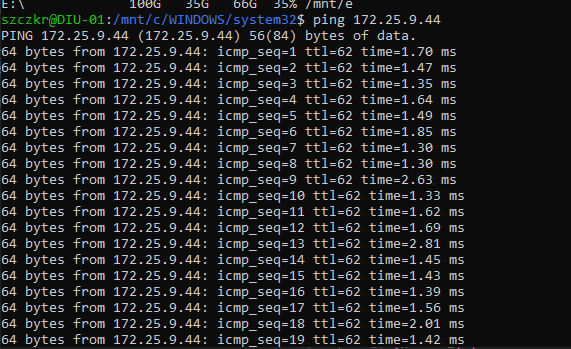 E:\ 100G 35G 66G 35% /mnt/e
szczkr@DIU-01:/mnt/c/WINDOWS/system32$ ping 172.25.9.44
PING 172.25.9.44 (172.25.9.44) 56(84) bytes of data.
64 bytes from 172.25.9.44: icmp_seq=1 ttl=62 time=1.70 ms
64 bytes from 172.25.9.44: icmp_seq=2 ttl=62 time=1.47 ms
64 bytes from 172.25.9.44: icmp_seq=3 ttl=62 time=1.35 ms
64 bytes from 172.25.9.44: icmp_seq=4 ttl=62 time=1.64 ms
64 bytes from 172.25.9.44: icmp_seq=5 ttl=62 time=1.49 ms
64 bytes from 172.25.9.44: icmp_seq=6 ttl=62 time=1.85 ms
64 bytes from 172.25.9.44: icmp_seq=7 ttl=62 time=1.30 ms
64 bytes from 172.25.9.44: icmp_seq=8 ttl=62 time=1.30 ms
64 bytes from 172.25.9.44: icmp_seq=9 ttl=62 time=2.63 ms
64 bytes from 172.25.9.44: icmp_seq=10 ttl=62 time=1.33 ms
64 bytes from 172.25.9.44: icmp_seq=11 ttl=62 time=1.62 ms
64 bytes from 172.25.9.44: icmp_seq=12 ttl=62 time=1.69 ms
64 bytes from 172.25.9.44: icmp_seq=13 ttl=62 time=2.81 ms
64 bytes from 172.25.9.44: icmp_seq=14 ttl=62 time=1.45 ms
64 bytes from 172.25.9.44: icmp_seq=15 ttl=62 time=1.43 ms
64 bytes from 172.25.9.44: icmp_seq=16 ttl=62 time=1.39 ms
64 bytes from 172.25.9.44: icmp_seq=17 ttl=62 time=1.56 ms
64 bytes from 172.25.9.44: icmp_seq=18 ttl=62 time=2.01 ms
64 bytes from 172.25.9.44: icmp_seq=19 ttl=62 time=1.42 ms